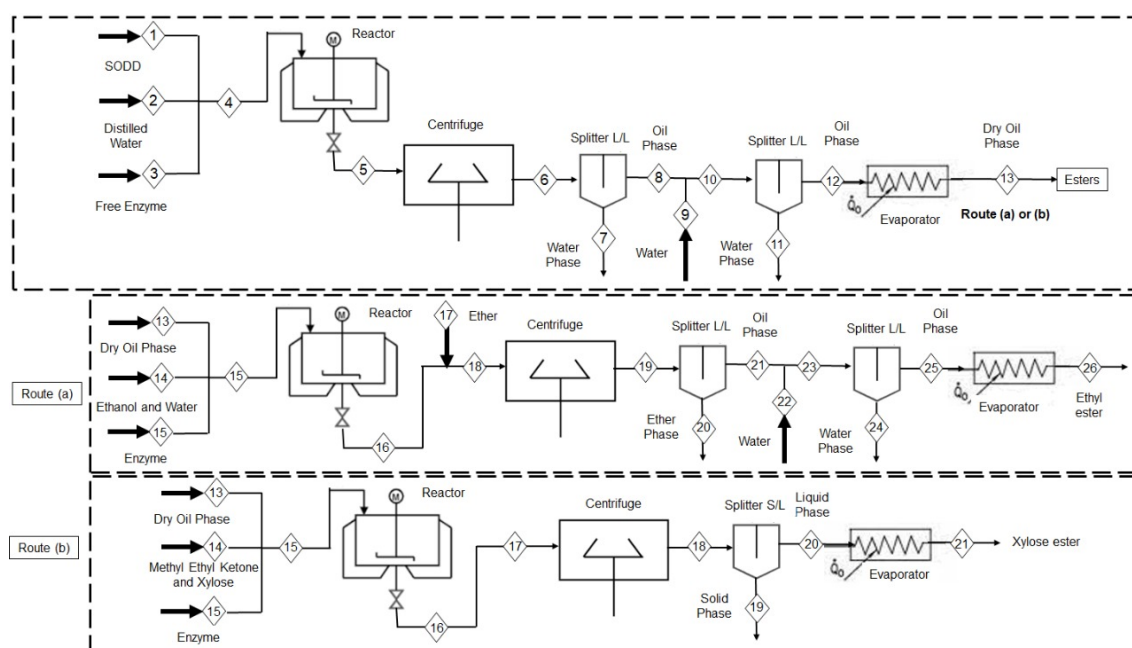 Reactor
M
1
SODD
2
4
Distilled
Water
3
Free Enzyme
5
Centrifuge
6
Splitter L/L
Oil
Phase
8
10
7
Water
Phase
9
Water
Splitter L/L
Oil
Phase
12
11
Water
Phase
Q̇₀
Evaporator
Dry Oil
Phase
13
Esters
Route (a) or (b)
Route (a)
13
Dry Oil Phase
14
15
Ethanol and Water
15
Enzyme
Reactor
M
16
17
Ether
18
Centrifuge
19
Splitter L/L
Oil
Phase
21
23
Ether
Phase
20
22
Water
Splitter L/L
Oil
Phase
25
Water
Phase
24
Q̇₀,
Evaporator
26
Ethyl
ester
Route (b)
13
Dry Oil Phase
14
15
Methyl Ethyl Ketone
and Xylose
15
Enzyme
Reactor
M
16
17
Centrifuge
18
Splitter S/L
Liquid
Phase
20
Solid
Phase
19
Q̇₀
Evaporator
21
Xylose ester